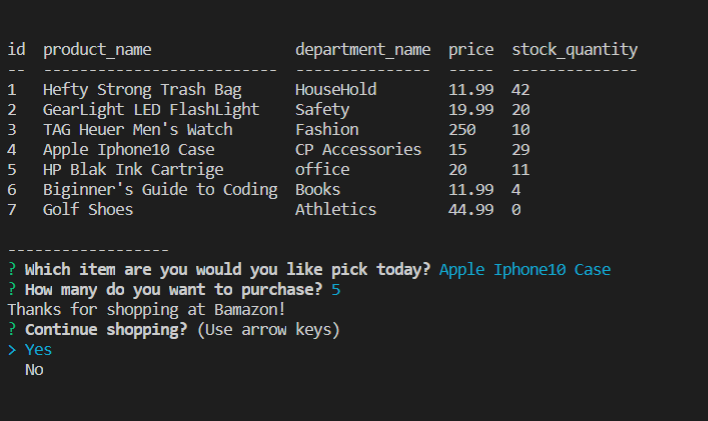 id  product_name                department_name  price  stock_quantity
--  --------------------------  ---------------  -----  --------------
1   Hefty Strong Trash Bag      HouseHold        11.99  42
2   GearLight LED FlashLight    Safety           19.99  20
3   TAG Heuer Men's Watch       Fashion          250    10
4   Apple Iphone10 Case         CP Accessories   15     29
5   HP Blak Ink Cartrige        office           20     11
6   Biginner's Guide to Coding  Books            11.99  4
7   Golf Shoes                  Athletics        44.99  0
------------------
? Which item are you would you like pick today? Apple Iphone10 Case
? How many do you want to purchase? 5
Thanks for shopping at Bamazon!
? Continue shopping? (Use arrow keys)
> Yes
  No